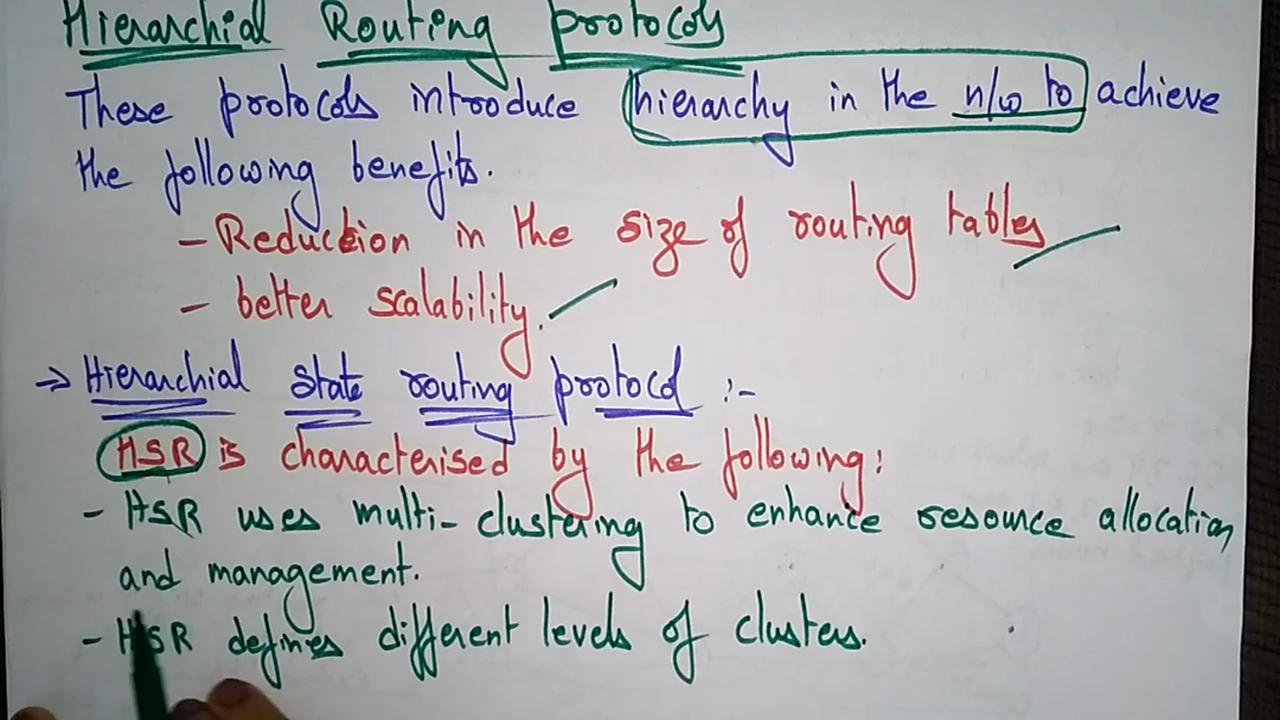 Hierarchial Routing protocols
These protocols introduce hierarchy in the n/w to achieve
the following benefits.
- Reduction in the size of routing tables
- better scalability.
⇒ Hierarchial state routing protocol :-
HSR is characterised by the following:
- HSR uses multi-clustering to enhance resource allocation
and management.
- HSR defines different levels of clusters.